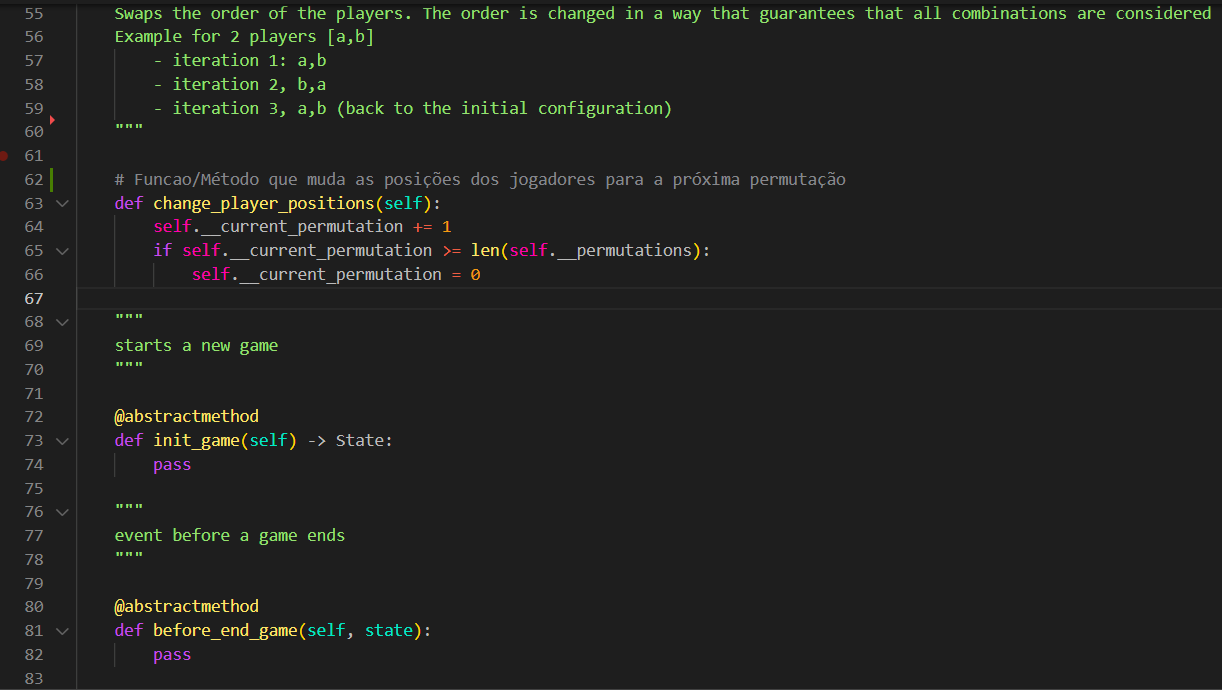 55 Swaps the order of the players. The order is changed in a way that guarantees that all combinations are considered
56 Example for 2 players [a,b]
57 - iteration 1: a,b
58 - iteration 2, b,a
59 - iteration 3, a,b (back to the initial configuration)
60 """
61
62 # Funcao/Método que muda as posições dos jogadores para a próxima permutação
63 def change_player_positions(self):
64 self.__current_permutation += 1
65 if self.__current_permutation >= len(self.__permutations):
66 self.__current_permutation = 0
67
68 """
69 starts a new game
70 """
71
72 @abstractmethod
73 def init_game(self) -> State:
74 pass
75
76 """
77 event before a game ends
78 """
79
80 @abstractmethod
81 def before_end_game(self, state):
82 pass
83